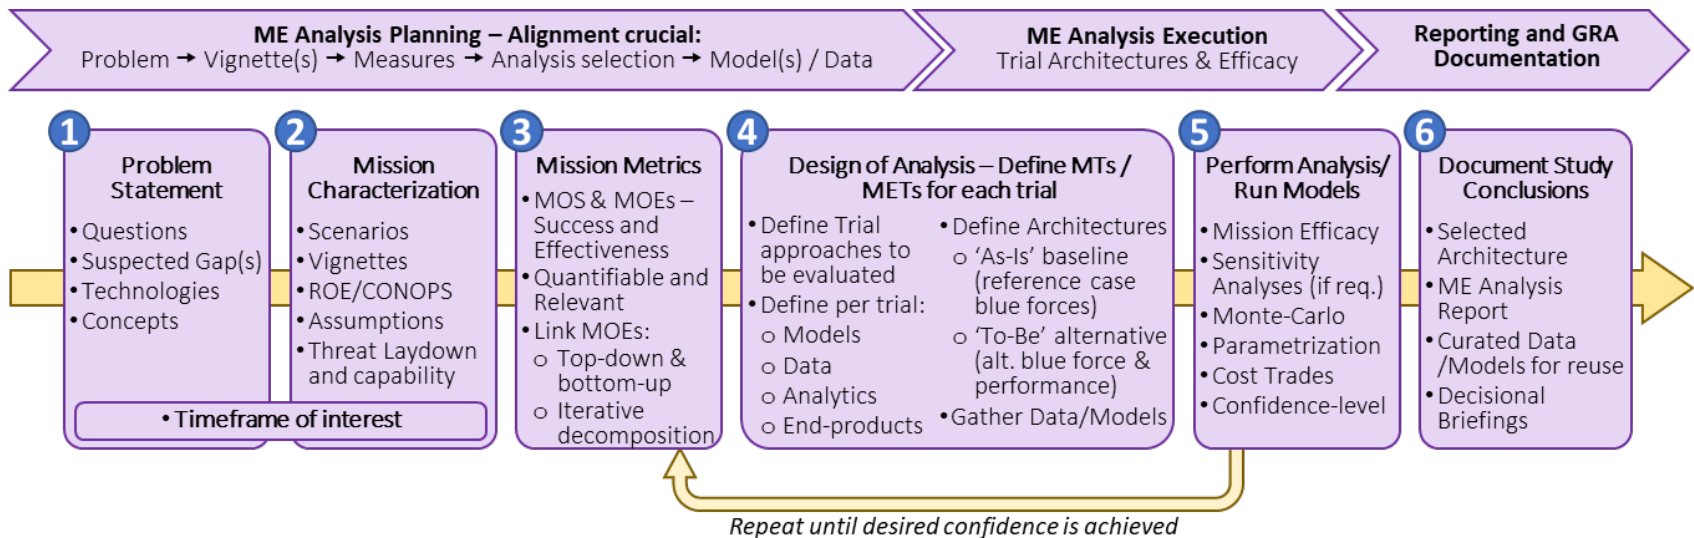 ME Analysis Planning – Alignment crucial:
Problem → Vignette(s) → Measures → Analysis selection → Model(s) / Data
ME Analysis Execution
Trial Architectures & Efficacy
Reporting and GRA
Documentation
1
Problem
Statement
• Questions
• Suspected Gap(s)
• Technologies
• Concepts
2
Mission
Characterization
• Scenarios
• Vignettes
• ROE/CONOPS
• Assumptions
• Threat Laydown
and capability
• Timeframe of interest
3
Mission Metrics
• MOS & MOEs –
Success and
Effectiveness
• Quantifiable and
Relevant
• Link MOEs:
o Top-down &
bottom-up
o Iterative
decomposition
4
Design of Analysis – Define MTs /
METs for each trial
• Define Trial
approaches to
be evaluated
• Define per trial:
o Models
o Data
o Analytics
o End-products
• Define Architectures
o ‘As-Is’ baseline
(reference case
blue forces)
o ‘To-Be’ alternative
(alt. blue force &
performance)
• Gather Data/Models
5
Perform Analysis/
Run Models
• Mission Efficacy
• Sensitivity
Analyses (if req.)
• Monte-Carlo
• Parametrization
• Cost Trades
• Confidence-level
6
Document Study
Conclusions
• Selected
Architecture
• ME Analysis
Report
• Curated Data
/Models for reuse
• Decisional
Briefings
Repeat until desired confidence is achieved